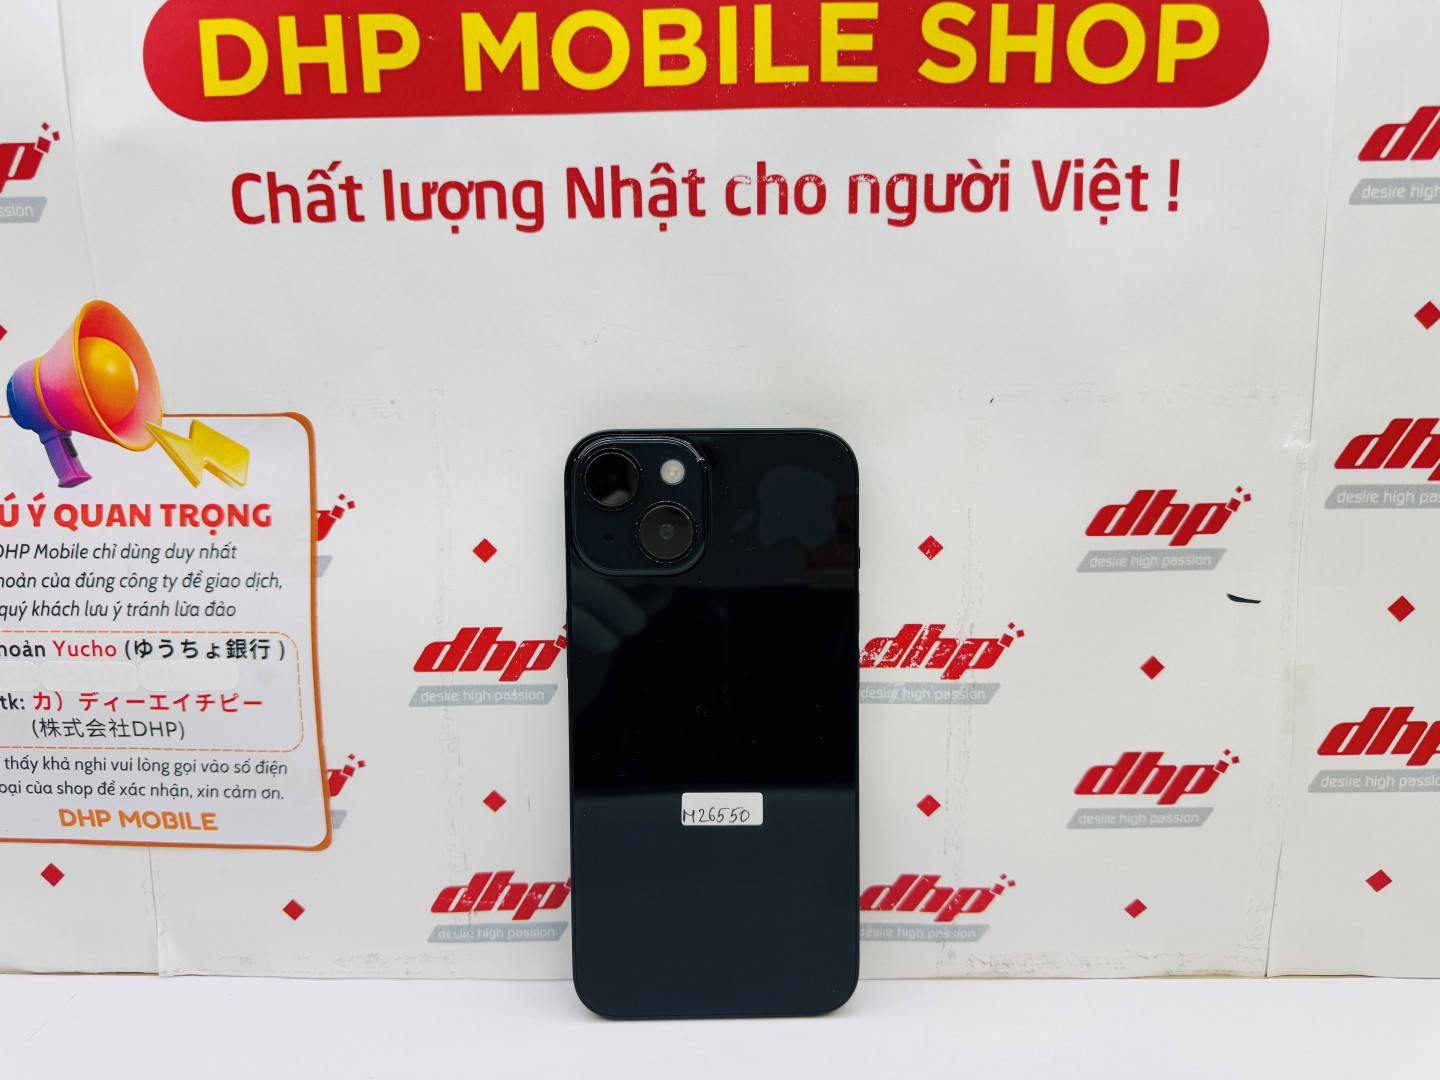 DHP MOBILE SHOP
Chất lượng Nhật cho người Việt !
Ú Ý QUAN TRỌNG
DHP Mobile chỉ dùng duy nhất
hoản của đúng công ty để giao dịch,
quý khách lưu ý tránh lừa đảo
hoản Yucho (ゆうちょ銀行 )
tk: カ）ディーエイチピー
(株式会社DHP)
thấy khả nghi vui lòng gọi vào số điện
oại của shop để xác nhận, xin cảm ơn.
DHP MOBILE
M26550
dhp
desire high passion
dhp
desire high passion
dhp
desire high passion
dhp
desire high passion
dhp
desire high passion
dhp
desire high passion